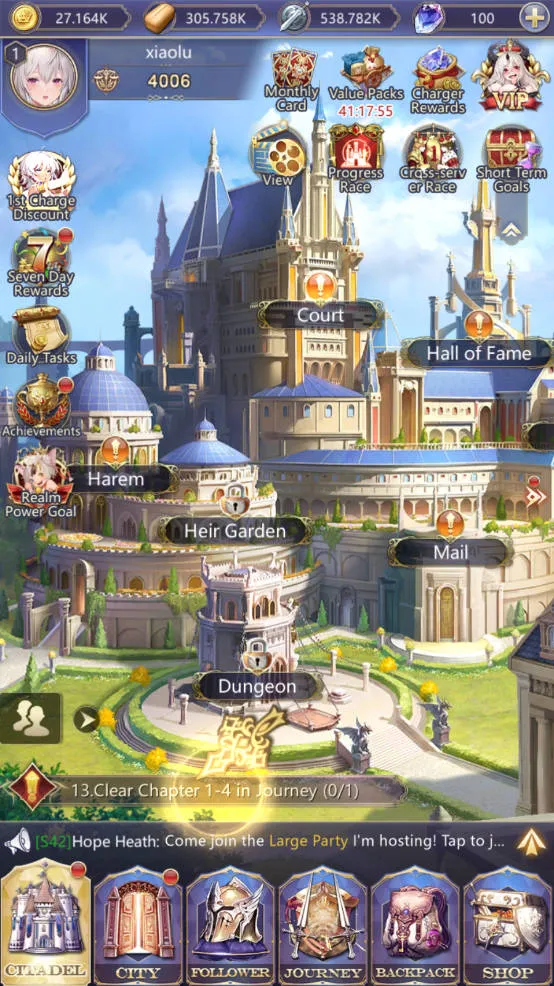 27.164K
305.758K
538.782K
100
1
xiaolu
4006
Monthly
Card
Value Packs
41:17:55
Charger
Rewards
VIP
View
Progress
Race
Cross-serv
er Race
Short Term
Goals
1st Charge
Discount
7
Seven Day
Rewards
Daily Tasks
Achievements
Realm
Power Goal
Court
Hall of Fame
Harem
Heir Garden
Mail
Dungeon
13.Clear Chapter 1-4 in Journey (0/1)
[S42]Hope Heath: Come join the Large Party I'm hosting! Tap to j...
CITADEL
CITY
FOLLOWER
JOURNEY
BACKPACK
SHOP